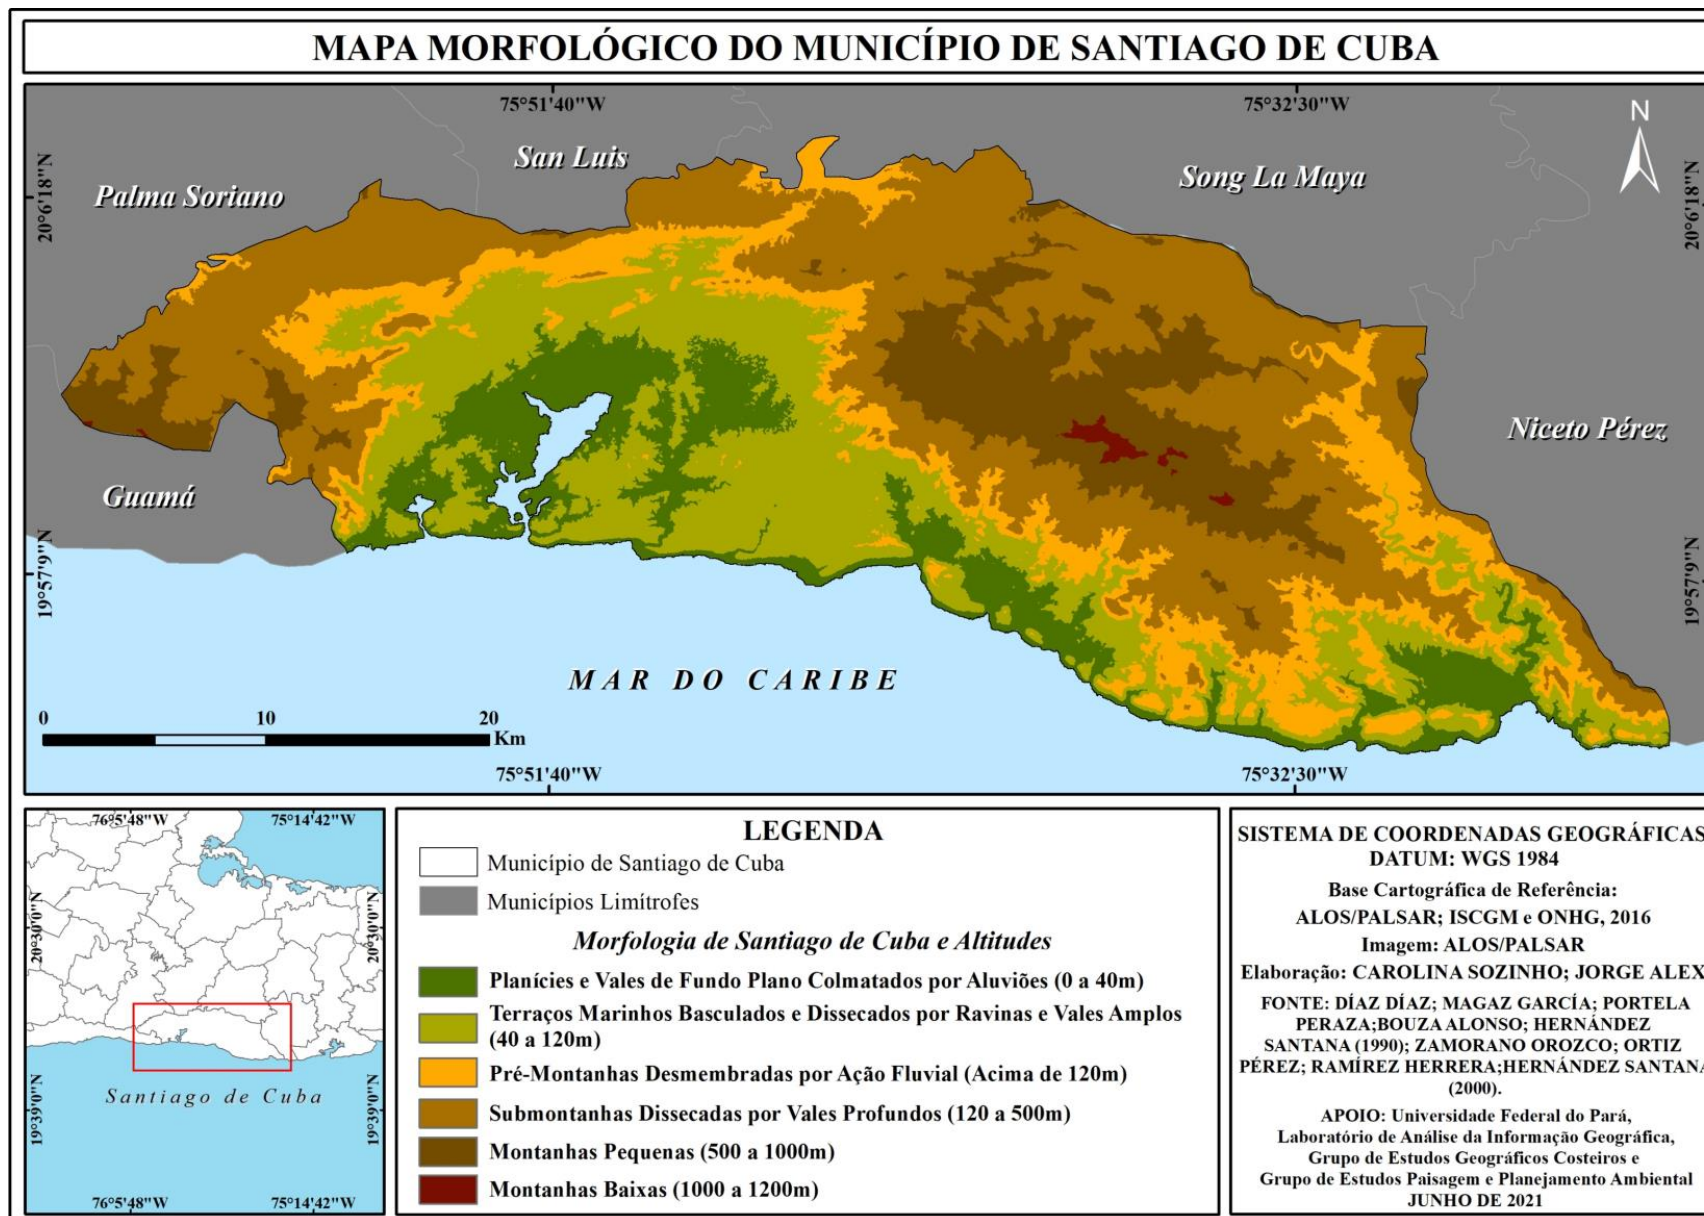 MAPA MORFOLÓGICO DO MUNICÍPIO DE SANTIAGO DE CUBA
75°51'40"W
75°32'30"W
N
San Luis
Song La Maya
Palma Soriano
20°6'18"N
20°6'18"N
Niceto Pérez
Guamá
19°57'9"N
19°57'9"N
MAR DO CARIBE
0 10 20
Km
75°51'40"W
75°32'30"W
76°5'48"W
75°14'42"W
20°30'0"N
20°30'0"N
Santiago de Cuba
19°39'0"N
19°39'0"N
76°5'48"W
75°14'42"W
LEGENDA
Município de Santiago de Cuba
Municípios Limítrofes
Morfologia de Santiago de Cuba e Altitudes
Planícies e Vales de Fundo Plano Colmatados por Aluviões (0 a 40m)
Terraços Marinhos Basculados e Dissecados por Ravinas e Vales Amplos
(40 a 120m)
Pré-Montanhas Desmembradas por Ação Fluvial (Acima de 120m)
Submontanhas Dissecadas por Vales Profundos (120 a 500m)
Montanhas Pequenas (500 a 1000m)
Montanhas Baixas (1000 a 1200m)
SISTEMA DE COORDENADAS GEOGRÁFICAS
DATUM: WGS 1984
Base Cartográfica de Referência:
ALOS/PALSAR; ISCGM e ONHG, 2016
Imagem: ALOS/PALSAR
Elaboração: CAROLINA SOZINHO; JORGE ALEX
FONTE: DÍAZ DÍAZ; MAGAZ GARCÍA; PORTELA
PERAZA;BOUZA ALONSO; HERNÁNDEZ
SANTANA (1990); ZAMORANO OROZCO; ORTIZ
PÉREZ; RAMÍREZ HERRERA;HERNÁNDEZ SANTANA
(2000).
APOIO: Universidade Federal do Pará,
Laboratório de Análise da Informação Geográfica,
Grupo de Estudos Geográficos Costeiros e
Grupo de Estudos Paisagem e Planejamento Ambiental
JUNHO DE 2021